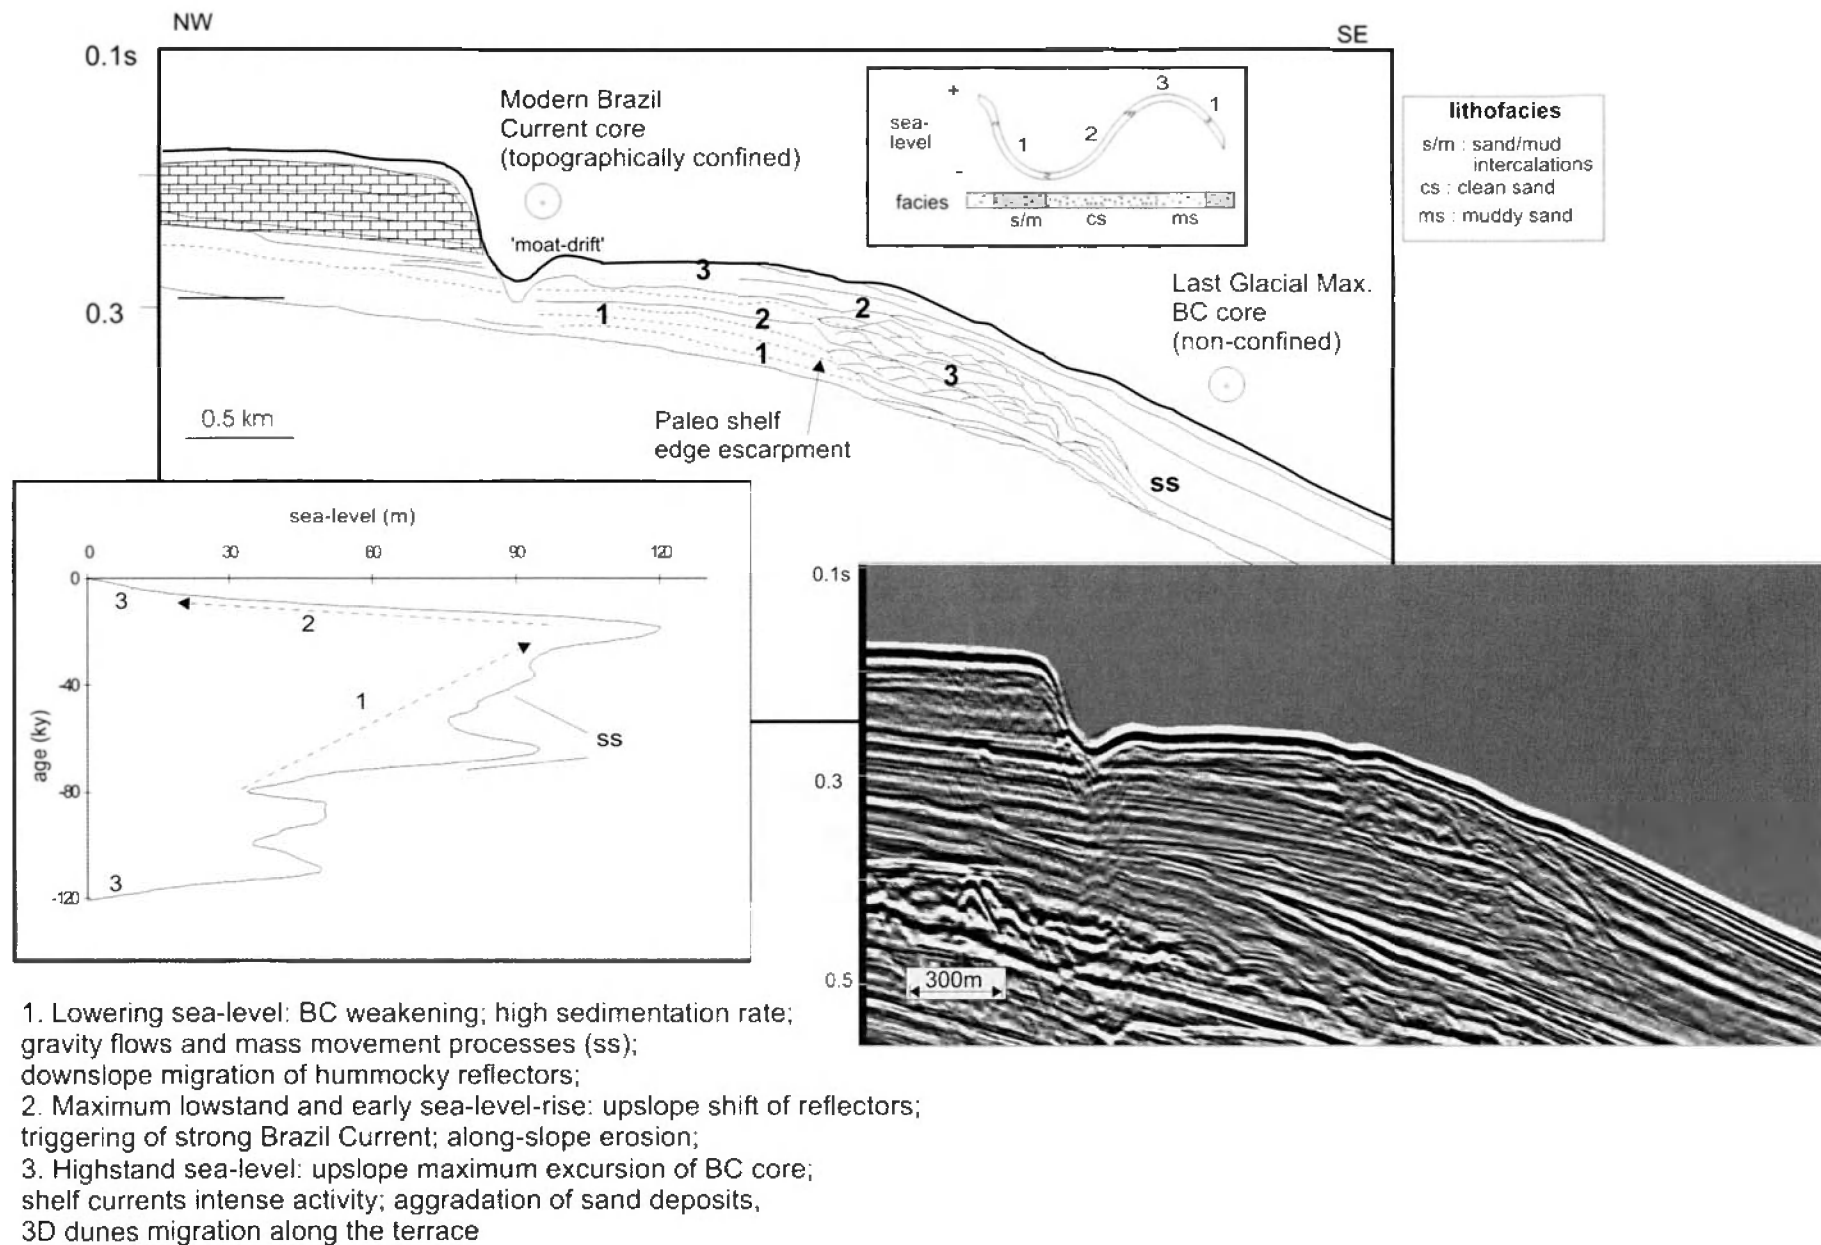 NW
SE
0.1s
0.3
Modern Brazil
Current core
(topographically confined)
'moat-drift'
+
sea-
level
-
1
2
3
1
facies
s/m
cs
ms
lithofacies
s/m : sand/mud
intercalations
cs : clean sand
ms : muddy sand
3
2
1
2
1
3
Last Glacial Max.
BC core
(non-confined)
0.5 km
Paleo shelf
edge escarpment
ss
sea-level (m)
0
30
60
90
120
0
-40
-80
-120
age (ky)
3
2
1
ss
3
0.1s
0.3
0.5
300m
1. Lowering sea-level: BC weakening; high sedimentation rate;
gravity flows and mass movement processes (ss);
downslope migration of hummocky reflectors;
2. Maximum lowstand and early sea-level-rise: upslope shift of reflectors;
triggering of strong Brazil Current; along-slope erosion;
3. Highstand sea-level: upslope maximum excursion of BC core;
shelf currents intense activity; aggradation of sand deposits,
3D dunes migration along the terrace